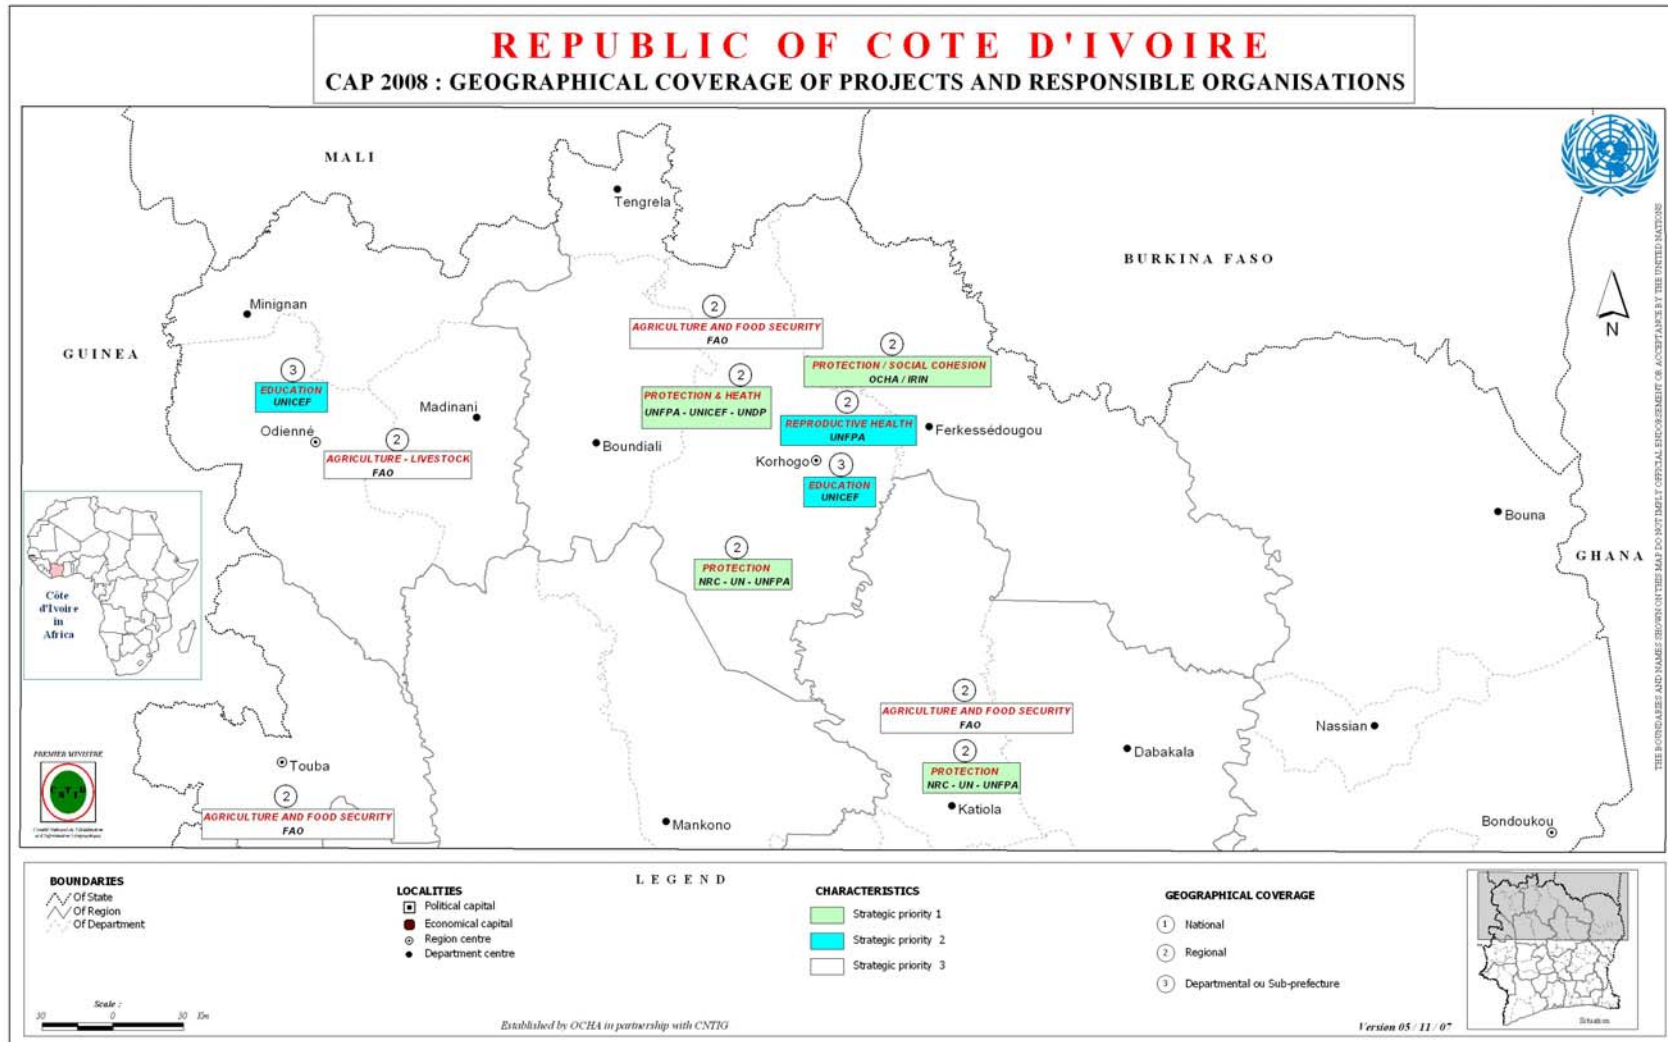 REPUBLIC OF COTE D'IVOIRE
CAP 2008 : GEOGRAPHICAL COVERAGE OF PROJECTS AND RESPONSIBLE ORGANISATIONS
MALI
Tengrela
BURKINA FASO
Minignan
GUINEA
N
2
AGRICULTURE AND FOOD SECURITY
FAO
2
PROTECTION / SOCIAL COHESION
OCHA / IRIN
3
EDUCATION
UNICEF
Odienné
Madinani
2
AGRICULTURE - LIVESTOCK
FAO
2
PROTECTION & HEATH
UNFPA - UNICEF - UNDP
2
REPRODUCTIVE HEALTH
UNFPA
Boundiali
Ferkessédougou
Korhogo
3
EDUCATION
UNICEF
Bouna
GHANA
2
PROTECTION
NRC - UN - UNFPA
Côte
d'Ivoire
in
Africa
2
AGRICULTURE AND FOOD SECURITY
FAO
Nassian
Dabakala
2
PROTECTION
NRC - UN - UNFPA
Katiola
PREMIER MINISTRE
Touba
2
AGRICULTURE AND FOOD SECURITY
FAO
Mankono
Bondoukou
THE BOUNDARIES AND NAMES SHOWN ON THIS MAP DO NOT IMPLY OFFICIAL ENDORSEMENT OR ACCEPTANCE BY THE UNITED NATIONS
LEGEND
BOUNDARIES
Of State
Of Region
Of Department
LOCALITIES
Political capital
Economical capital
Region centre
Department centre
CHARACTERISTICS
Strategic priority 1
Strategic priority 2
Strategic priority 3
GEOGRAPHICAL COVERAGE
1 National
2 Regional
3 Departmental ou Sub-prefecture
Situation
Scale :
30 0 30 Km
Established by OCHA in partnership with CNTIG
Version 05 / 11 / 07